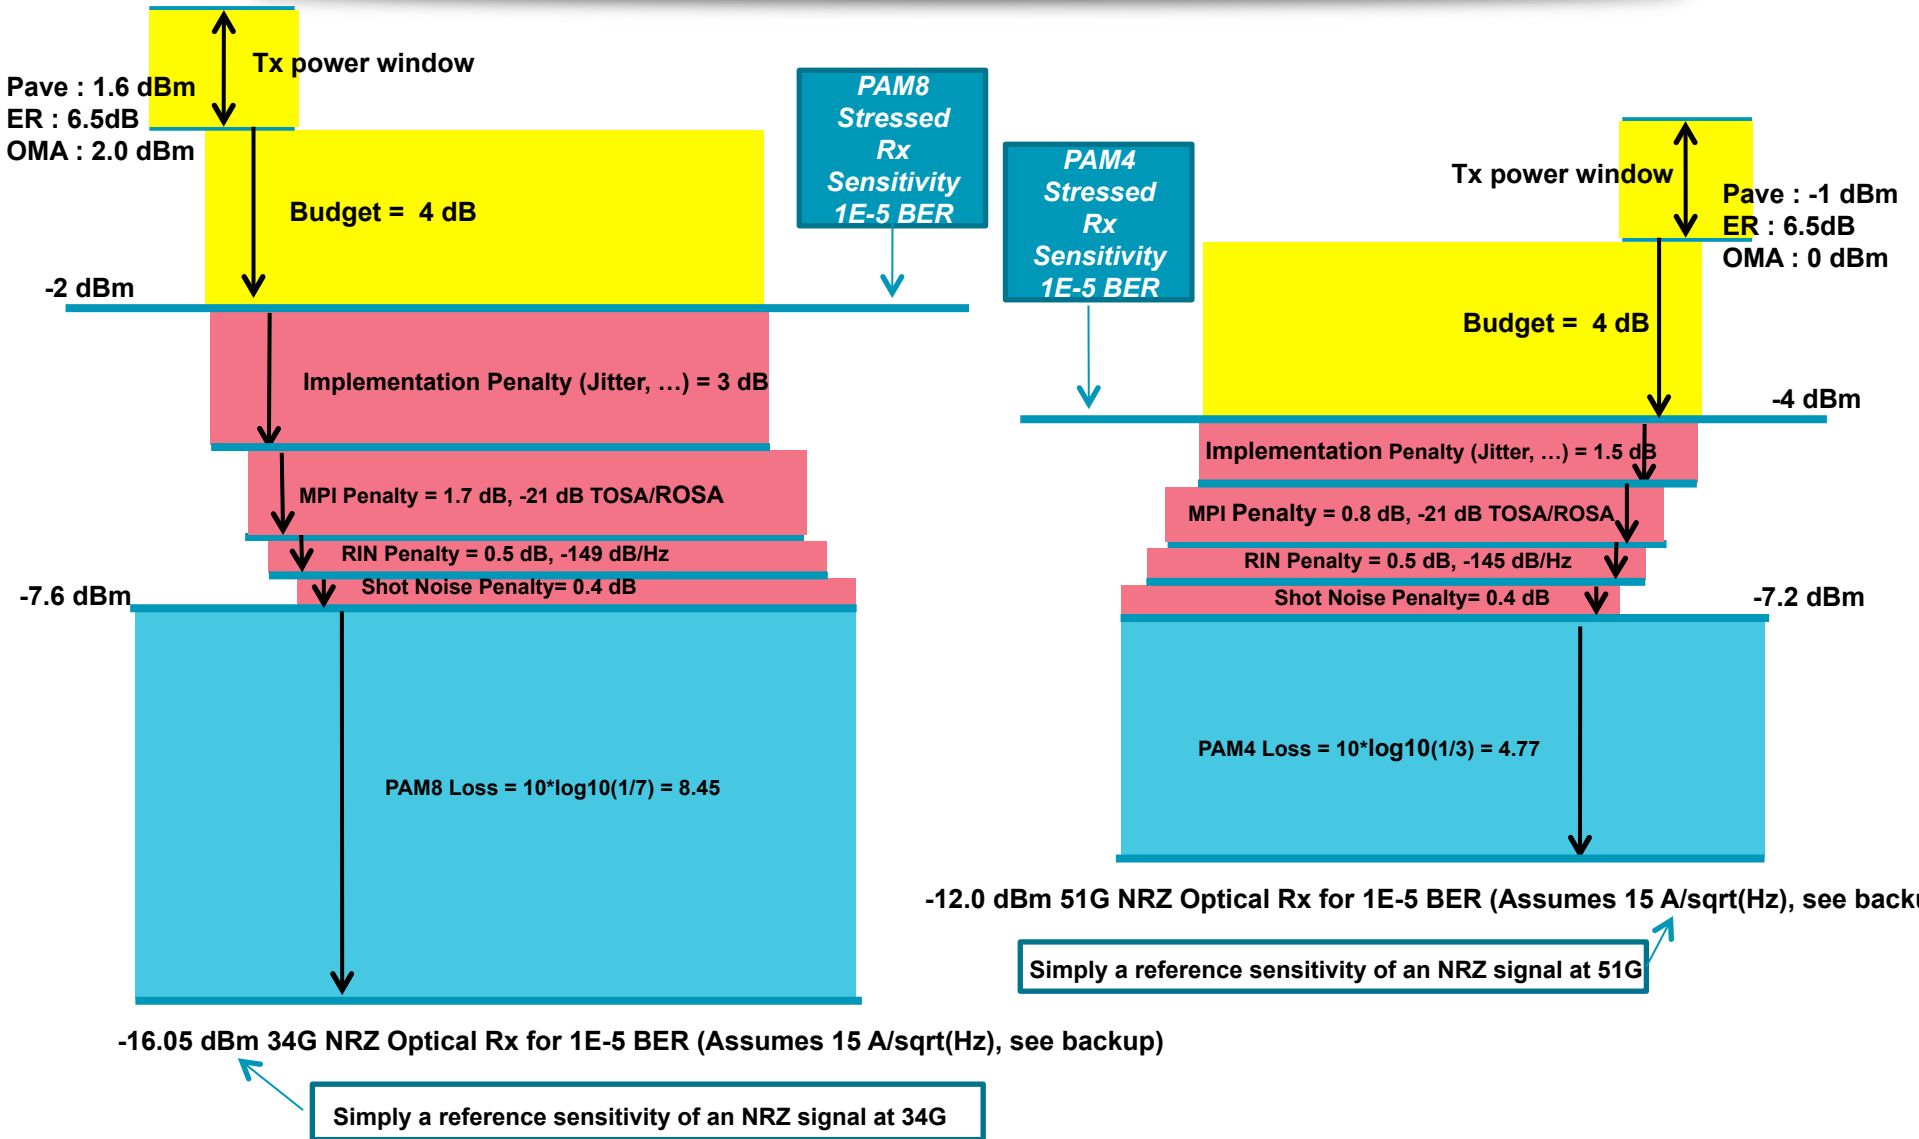 Tx power window
Pave : 1.6 dBm
ER : 6.5dB
OMA : 2.0 dBm
Budget =  4 dB
PAM8
Stressed
Rx
Sensitivity
1E-5 BER
-2 dBm
Implementation Penalty (Jitter, …) = 3 dB
MPI Penalty = 1.7 dB, -21 dB TOSA/ROSA
RIN Penalty = 0.5 dB, -149 dB/Hz
Shot Noise Penalty= 0.4 dB
-7.6 dBm
PAM8 Loss = 10*log10(1/7) = 8.45
-16.05 dBm 34G NRZ Optical Rx for 1E-5 BER (Assumes 15 A/sqrt(Hz), see backup)
Simply a reference sensitivity of an NRZ signal at 34G
PAM4
Stressed
Rx
Sensitivity
1E-5 BER
Tx power window
Pave : -1 dBm
ER : 6.5dB
OMA : 0 dBm
Budget =  4 dB
-4 dBm
Implementation Penalty (Jitter, …) = 1.5 dB
MPI Penalty = 0.8 dB, -21 dB TOSA/ROSA
RIN Penalty = 0.5 dB, -145 dB/Hz
Shot Noise Penalty= 0.4 dB
-7.2 dBm
PAM4 Loss = 10*log10(1/3) = 4.77
-12.0 dBm 51G NRZ Optical Rx for 1E-5 BER (Assumes 15 A/sqrt(Hz), see
Simply a reference sensitivity of an NRZ signal at 51G